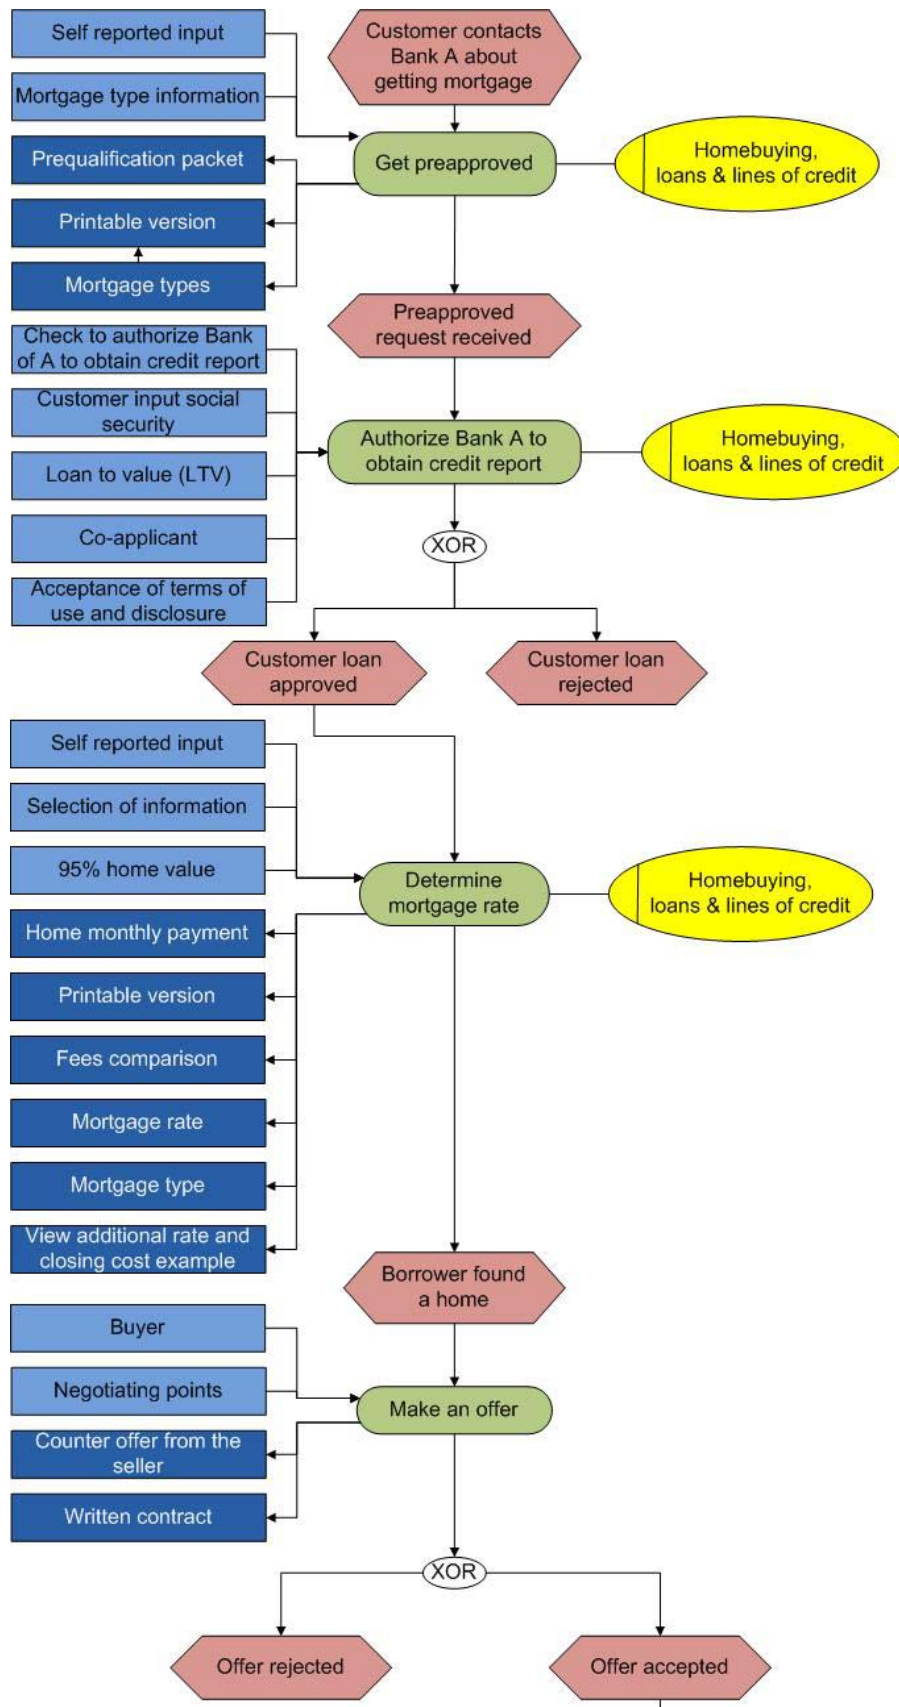 Self reported input
Customer contacts
Bank A about
getting mortgage
Mortgage type information
Prequalification packet
Get preapproved
Homebuying,
loans & lines of credit
Printable version
Mortgage types
Preapproved
request received
Check to authorize Bank
of A to obtain credit report
Customer input social
security
Authorize Bank A to
obtain credit report
Homebuying,
loans & lines of credit
Loan to value (LTV)
Co-applicant
XOR
Acceptance of terms of
use and disclosure
Customer loan
approved
Customer loan
rejected
Self reported input
Selection of information
95% home value
Determine
mortgage rate
Homebuying,
loans & lines of credit
Home monthly payment
Printable version
Fees comparison
Mortgage rate
Mortgage type
View additional rate and
closing cost example
Borrower found
a home
Buyer
Negotiating points
Make an offer
Counter offer from the
seller
Written contract
XOR
Offer rejected
Offer accepted